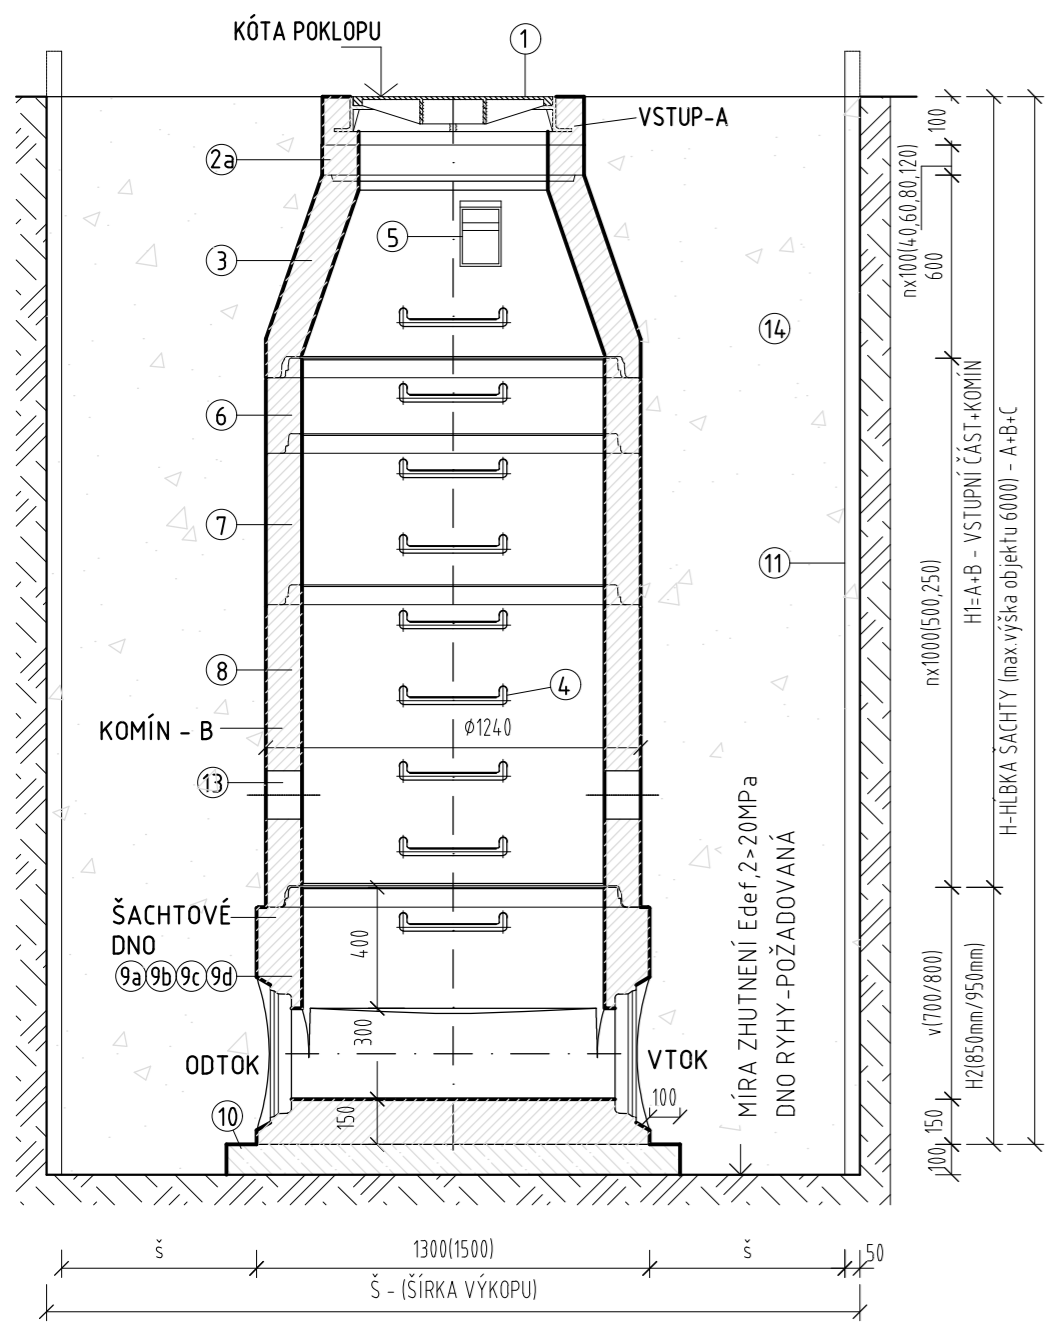 KÓTA POKLOPU
1
VSTUP-A
2a
5
3
14
6
7
11
8
4
KOMÍN - B
Ø1240
13
ŠACHTOVÉ
DNO
9a 9b 9c 9d
400
300
ODTOK
VTOK
100
10
150
MÍRA ZHUTNENÍ Edef,2>20MPa
DNO RYHY-POŽADOVANÁ
100
nx100(40,60,80,120)
600
nx1000(500,250)
v(700/800)
150
100
H1=A+B - VSTUPNÍ ČÁST+KOMÍN
H2(850mm/950mm)
H-HĹBKA ŠACHTY (max.výška objektu 6000) - A+B+C
š
1300(1500)
š
50
Š - (ŠÍRKA VÝKOPU)